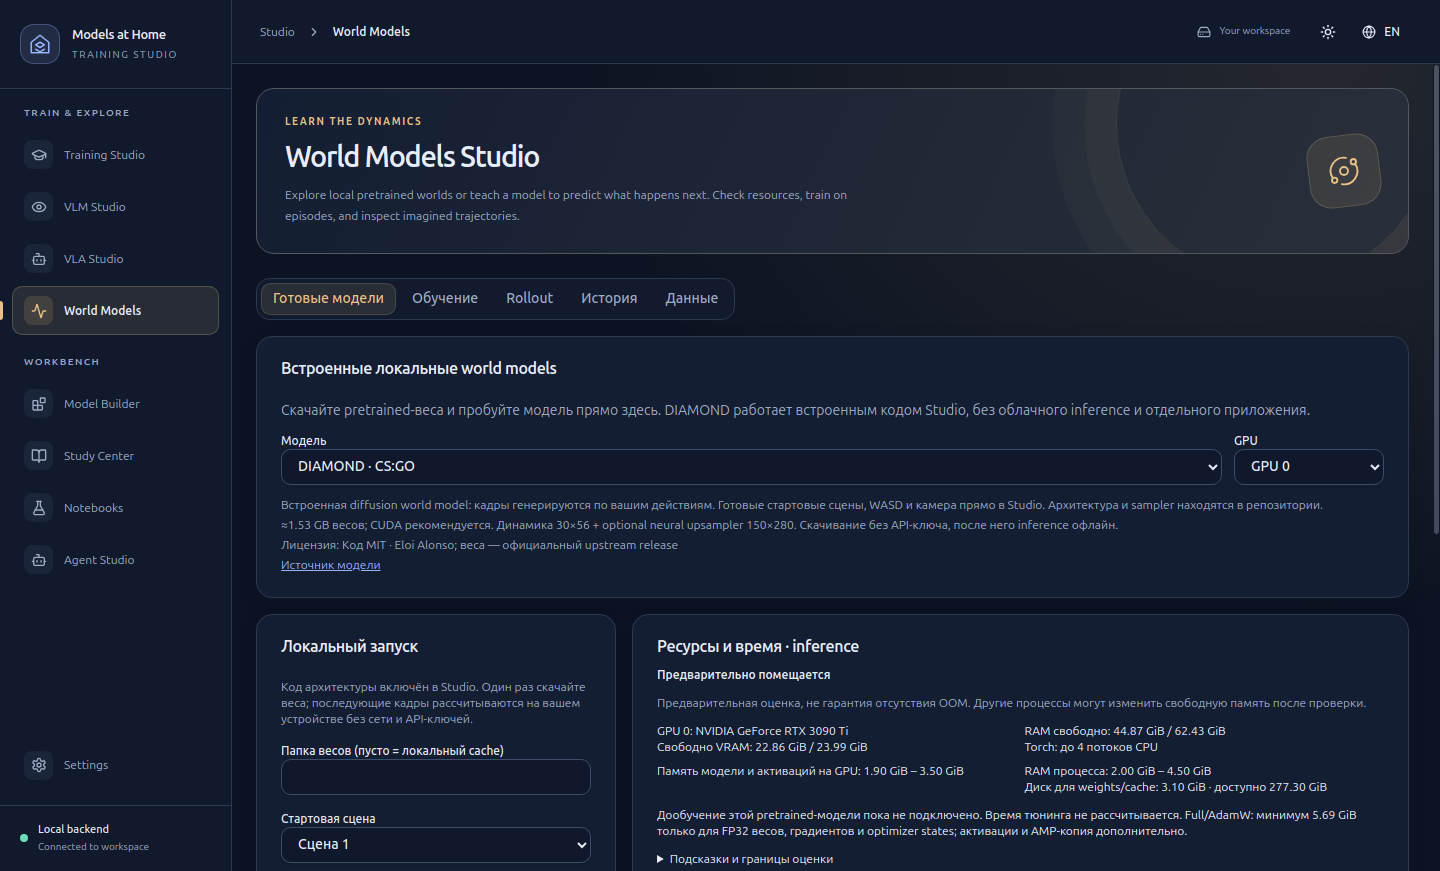 Models at Home
TRAINING STUDIO
TRAIN & EXPLORE
Training Studio
VLM Studio
VLA Studio
World Models
WORKBENCH
Model Builder
Study Center
Notebooks
Agent Studio
Settings
Local backend
Connected to workspace
Studio
World Models
Your workspace
EN
LEARN THE DYNAMICS
World Models Studio
Explore local pretrained worlds or teach a model to predict what happens next. Check resources, train on
episodes, and inspect imagined trajectories.
Готовые модели
Обучение
Rollout
История
Данные
Встроенные локальные world models
Скачайте pretrained-веса и пробуйте модель прямо здесь. DIAMOND работает встроенным кодом Studio, без облачного inference и отдельного приложения.
Модель
DIAMOND · CS:GO
GPU
GPU 0
Встроенная diffusion world model: кадры генерируются по вашим действиям. Готовые стартовые сцены, WASD и камера прямо в Studio. Архитектура и sampler находятся в репозитории.
≈1.53 GB весов; CUDA рекомендуется. Динамика 30×56 + optional neural upsampler 150×280. Скачивание без API-ключа, после него inference офлайн.
Лицензия: Код MIT · Eloi Alonso; веса — официальный upstream release
Источник модели
Локальный запуск
Код архитектуры включён в Studio. Один раз скачайте
веса; последующие кадры рассчитываются на вашем
устройстве без сети и API-ключей.
Папка весов (пусто = локальный cache)
Стартовая сцена
Сцена 1
Ресурсы и время · inference
Предварительно помещается
Предварительная оценка, не гарантия отсутствия OOM. Другие процессы могут изменить свободную память после проверки.
GPU 0: NVIDIA GeForce RTX 3090 Ti
Свободно VRAM: 22.86 GiB / 23.99 GiB
RAM свободно: 44.87 GiB / 62.43 GiB
Torch: до 4 потоков CPU
Память модели и активаций на GPU: 1.90 GiB – 3.50 GiB
RAM процесса: 2.00 GiB – 4.50 GiB
Диск для weights/cache: 3.10 GiB · доступно 277.30 GiB
Дообучение этой pretrained-модели пока не подключено. Время тюнинга не рассчитывается. Full/AdamW: минимум 5.69 GiB
только для FP32 весов, градиентов и optimizer states; активации и AMP-копия дополнительно.
Подсказки и границы оценки